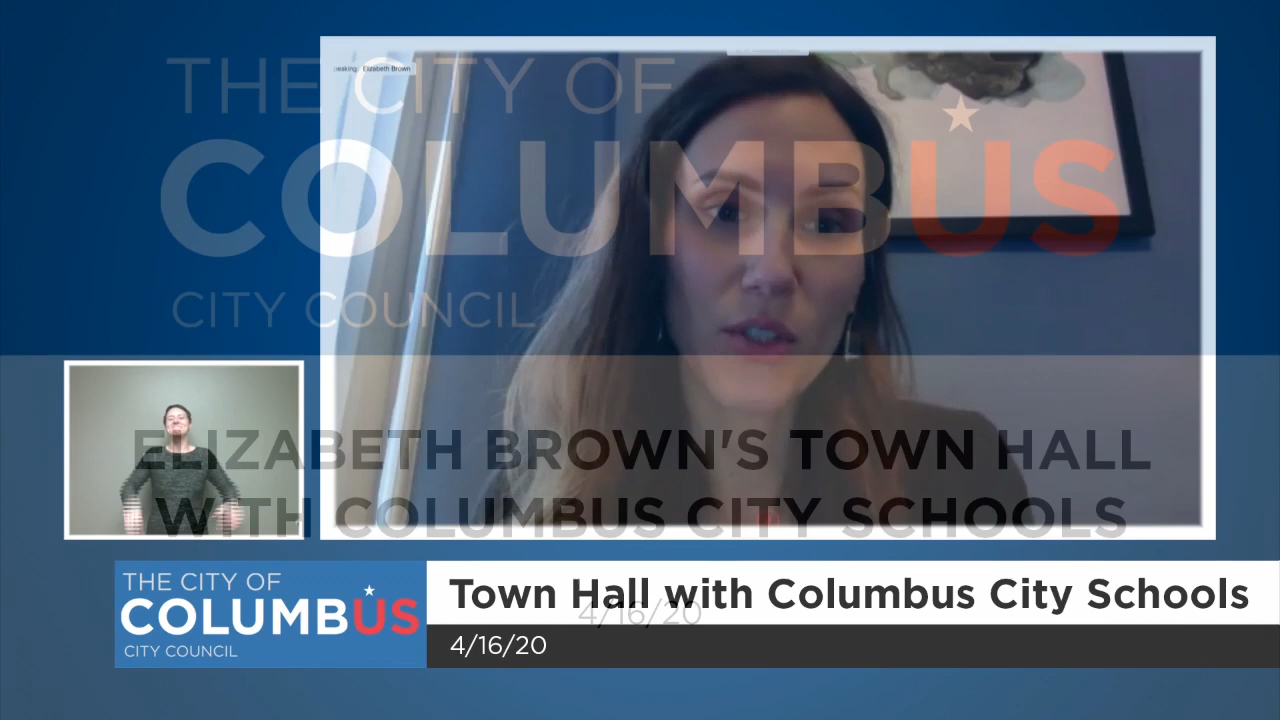 THE CITY OF
COLUMBUS
CITY COUNCIL
eaking: Elizabeth Brown
ELIZABETH BROWN'S TOWN HALL
WITH COLUMBUS CITY SCHOOLS
4/16/20
THE CITY OF
COLUMBUS
CITY COUNCIL
Town Hall with Columbus City Schools
4/16/20